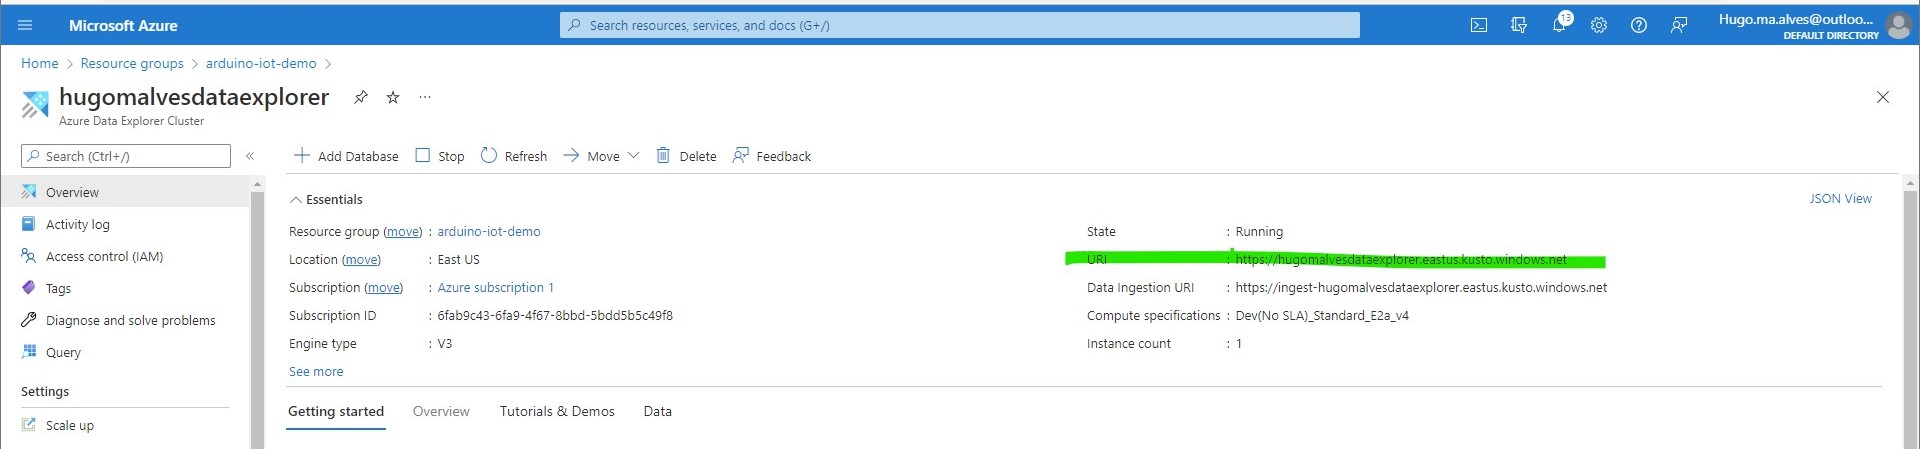 Microsoft Azure
Search resources, services, and docs (G+/)
13
Hugo.ma.alves@outloo...
DEFAULT DIRECTORY
Home > Resource groups > arduino-iot-demo >
hugomalvesdataexplorer ...
Azure Data Explorer Cluster
Search (Ctrl+/) «
Add Database Stop Refresh Move Delete Feedback
Overview
Activity log
Access control (IAM)
Tags
Diagnose and solve problems
Query
Settings
Scale up
Essentials JSON View
Resource group (move) : arduino-iot-demo
Location (move) : East US
Subscription (move) : Azure subscription 1
Subscription ID : 6fab9c43-6fa9-4f67-8bbd-5bdd5b5c49f8
Engine type : V3
See more
State : Running
URI : https://hugomalvesdataexplorer.eastus.kusto.windows.net
Data Ingestion URI : https://ingest-hugomalvesdataexplorer.eastus.kusto.windows.net
Compute specifications : Dev(No SLA)_Standard_E2a_v4
Instance count : 1
Getting started Overview Tutorials & Demos Data